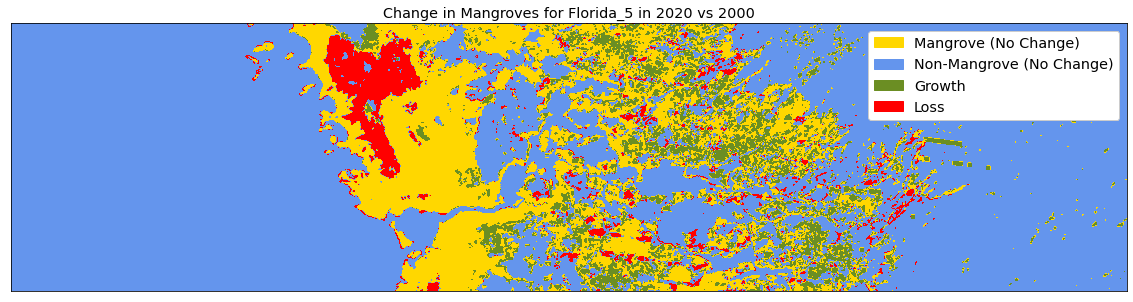 Change in Mangroves for Florida_5 in 2020 vs 2000
Mangrove (No Change)
Non-Mangrove (No Change)
Growth
Loss